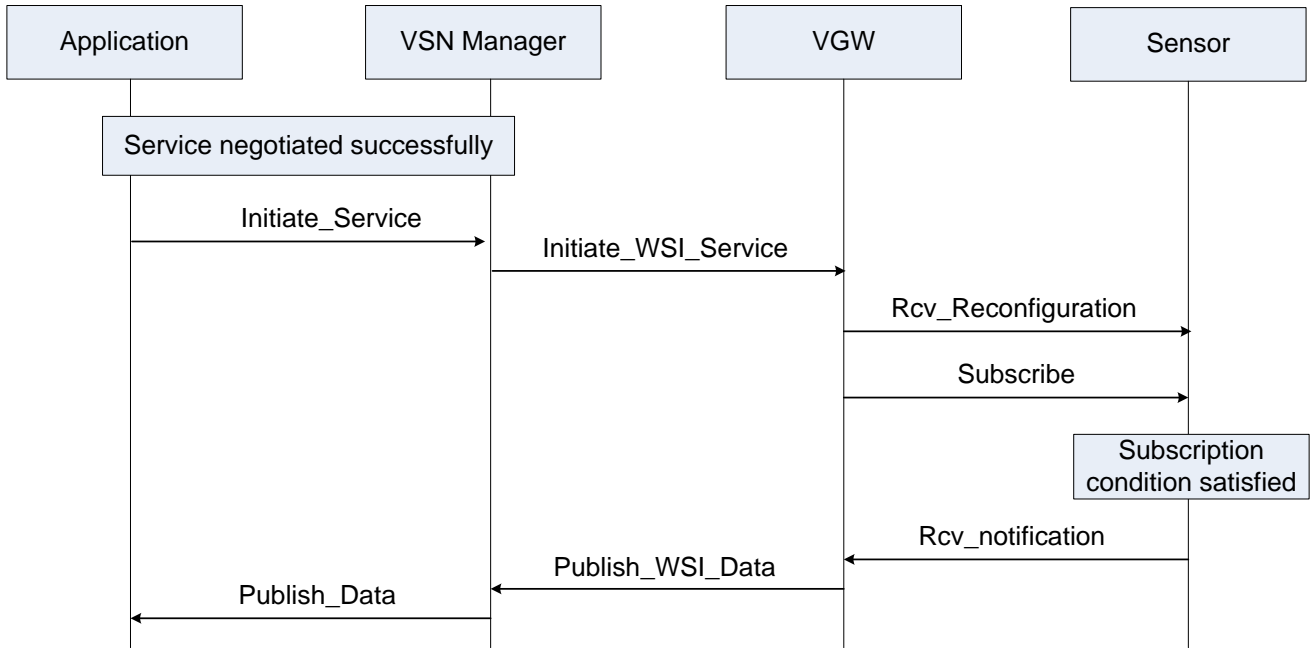 Application
VSN Manager
VGW
Sensor
Service negotiated successfully
Initiate_Service
Initiate_WSI_Service
Rcv_Reconfiguration
Subscribe
Subscription
condition satisfied
Rcv_notification
Publish_WSI_Data
Publish_Data